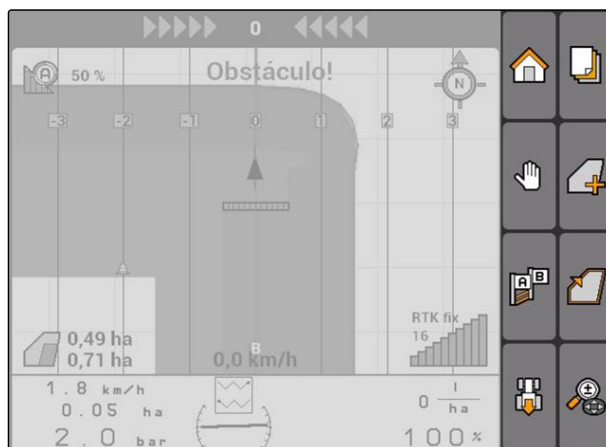 0
A 50 %
Obstáculo!
N
-3 -2 -1 0 1 2 3
A
A B
0,49 ha
0,71 ha
B
0,0 km/h
RTK fix
16
1.8 km/h
0.05 ha
2.0 bar
0 l/ha
100 %